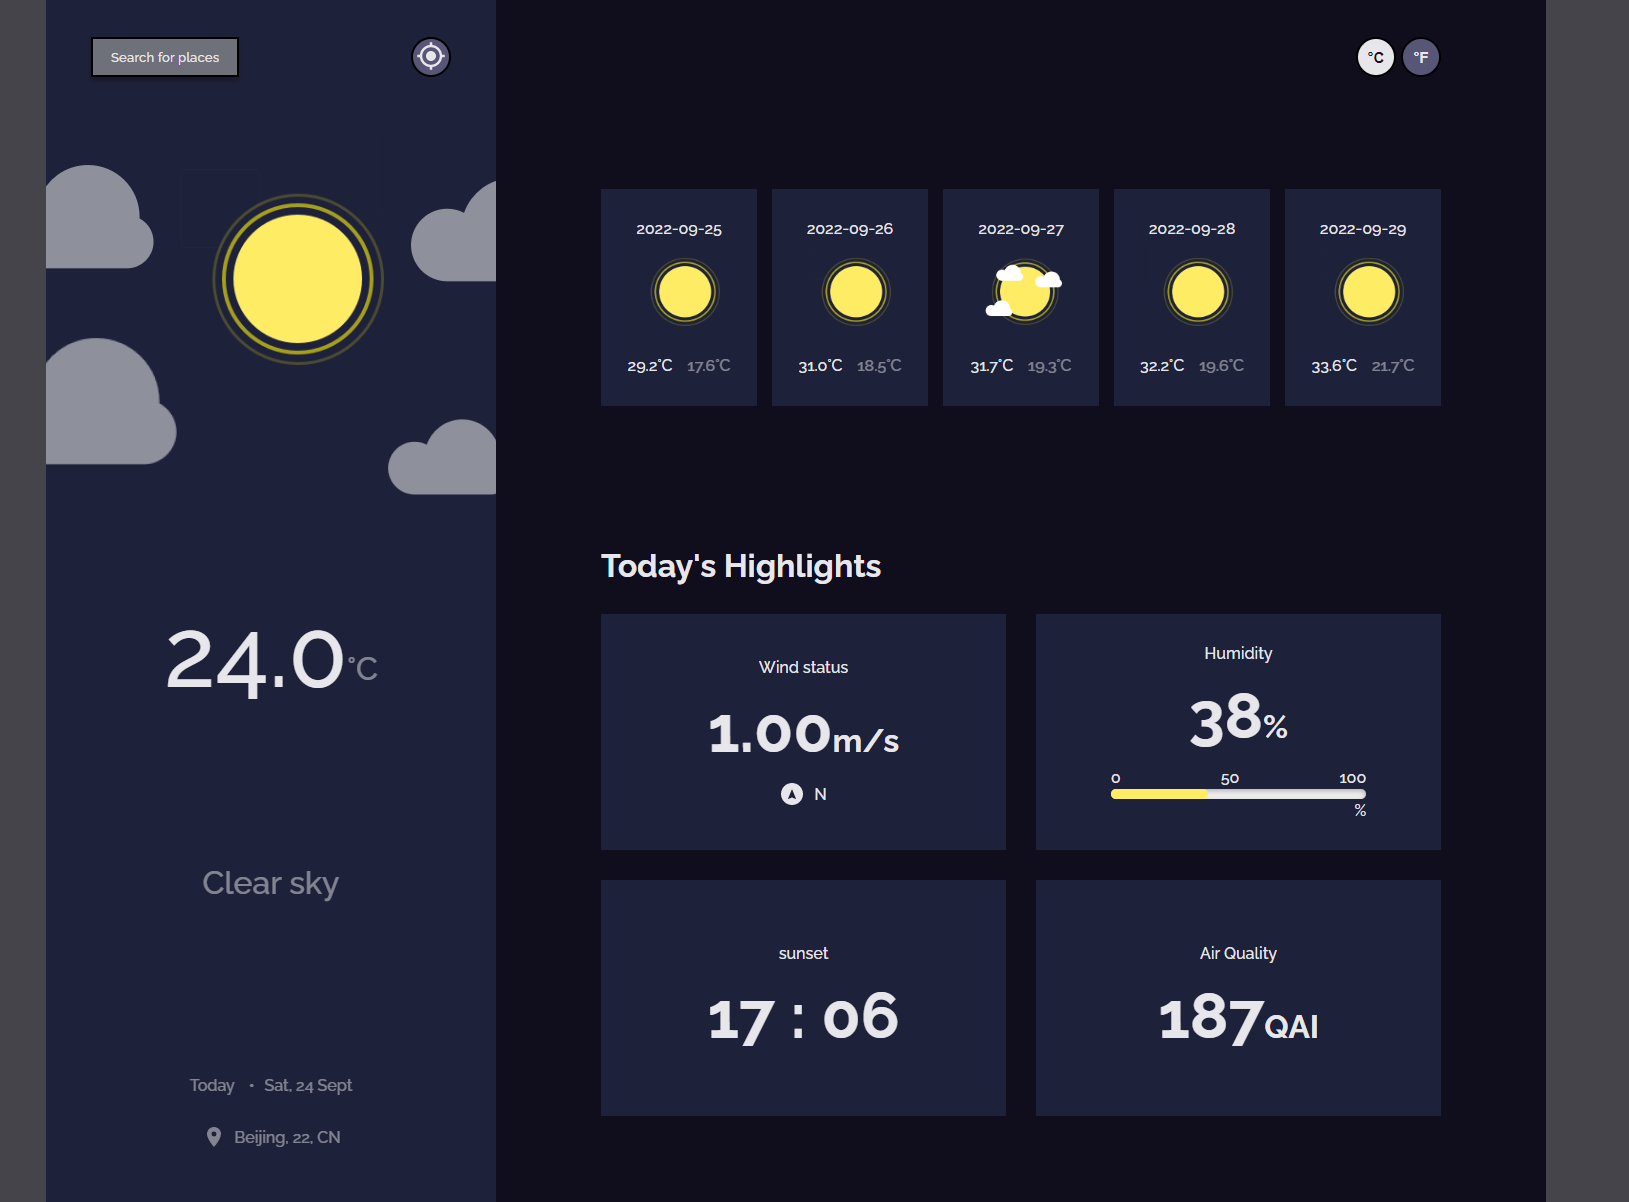 Search for places
°C
°F
2022-09-25
29.2°C 17.6°C
2022-09-26
31.0°C 18.5°C
2022-09-27
31.7°C 19.3°C
2022-09-28
32.2°C 19.6°C
2022-09-29
33.6°C 21.7°C
24.0°C
Clear sky
Today • Sat, 24 Sept
Beijing, 22, CN
Today's Highlights
Wind status
1.00m/s
N
Humidity
38%
0 50 100
%
sunset
17 : 06
Air Quality
187QAI